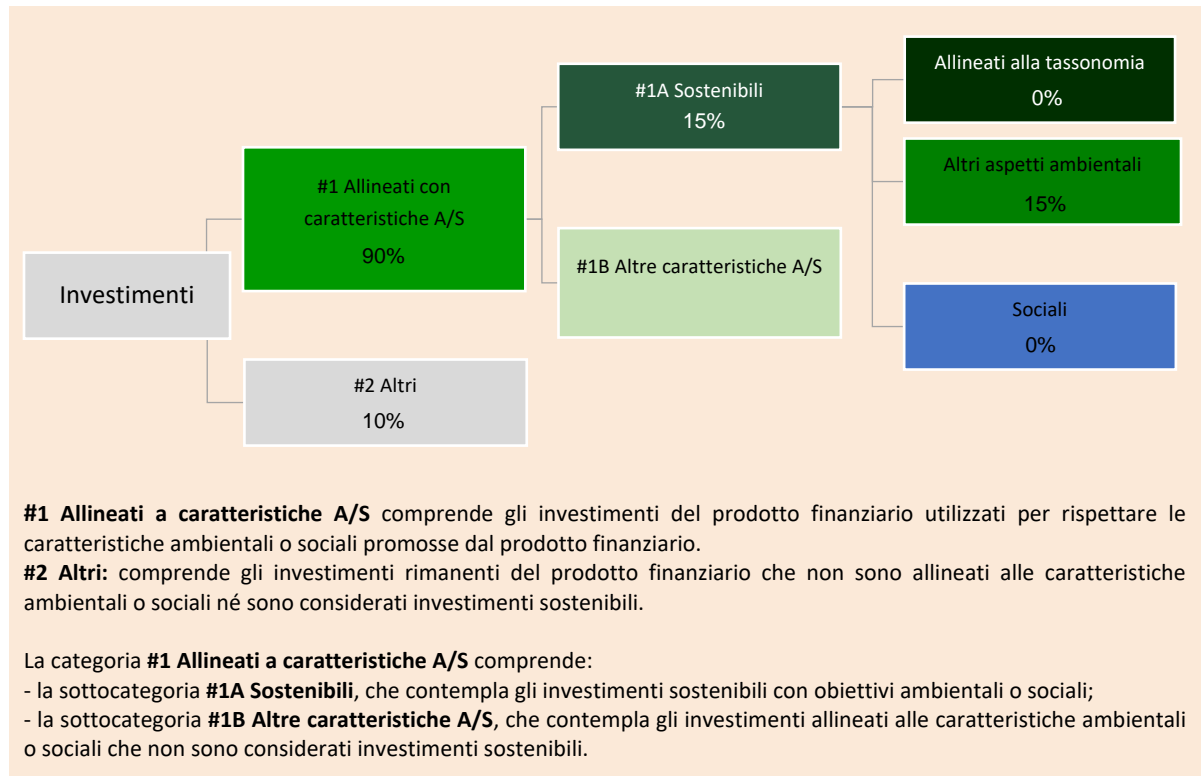 Investimenti
#1 Allineati con
caratteristiche A/S
90%
#2 Altri
10%
#1A Sostenibili
15%
#1B Altre caratteristiche A/S
Allineati alla tassonomia
0%
Altri aspetti ambientali
15%
Sociali
0%
#1 Allineati a caratteristiche A/S comprende gli investimenti del prodotto finanziario utilizzati per rispettare le
caratteristiche ambientali o sociali promosse dal prodotto finanziario.
#2 Altri: comprende gli investimenti rimanenti del prodotto finanziario che non sono allineati alle caratteristiche
ambientali o sociali né sono considerati investimenti sostenibili.
La categoria #1 Allineati a caratteristiche A/S comprende:
- la sottocategoria #1A Sostenibili, che contempla gli investimenti sostenibili con obiettivi ambientali o sociali;
- la sottocategoria #1B Altre caratteristiche A/S, che contempla gli investimenti allineati alle caratteristiche ambientali
o sociali che non sono considerati investimenti sostenibili.